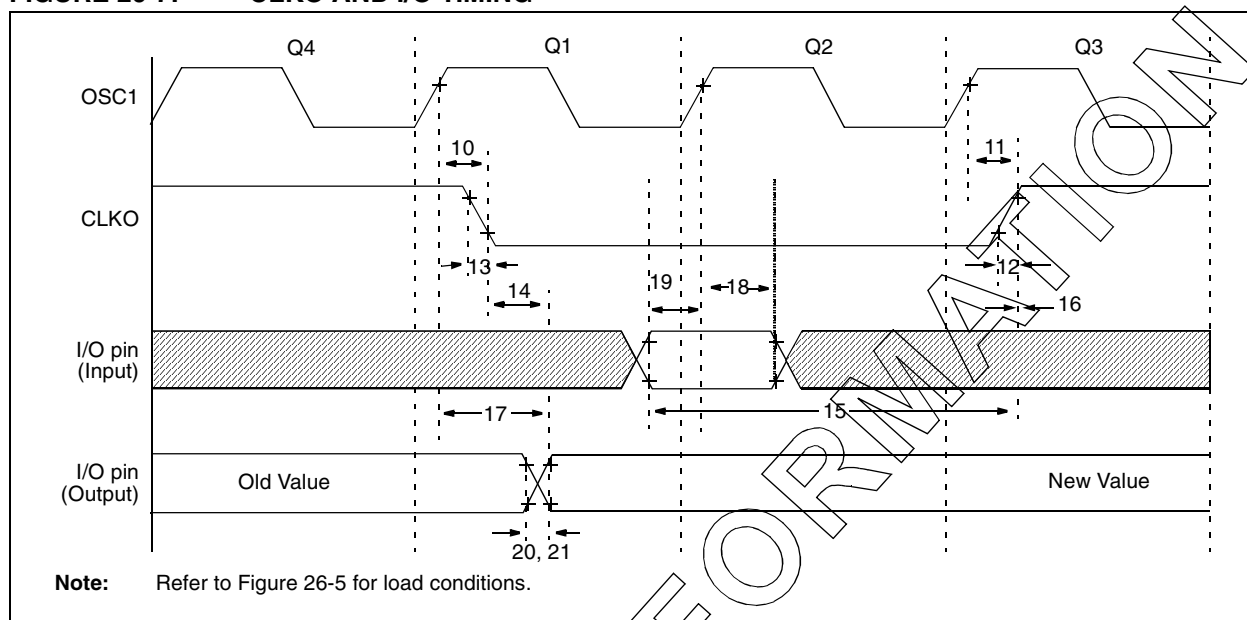 FIGURE 26-7: CLKO AND I/O TIMING
Q4 Q1 Q2 Q3
OSC1
10 11
CLKO
13 12
14 19 18 16
I/O pin
(Input)
17 15
I/O pin
(Output)
Old Value New Value
20, 21
Note: Refer to Figure 26-5 for load conditions.
FORMATION